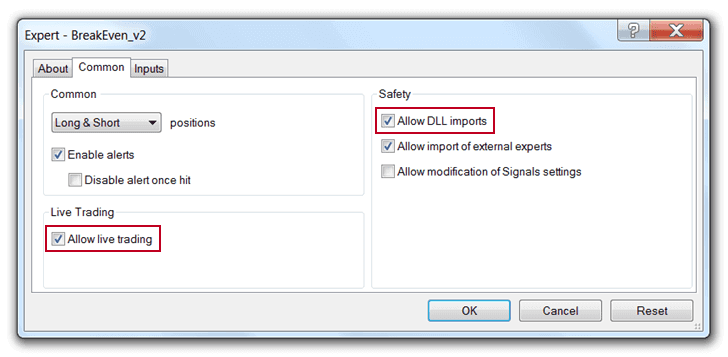 Expert - BreakEven_v2
?
About Common Inputs
Common
Long & Short positions
Enable alerts
Disable alert once hit
Live Trading
Allow live trading
Safety
Allow DLL imports
Allow import of external experts
Allow modification of Signals settings
OK Cancel Reset